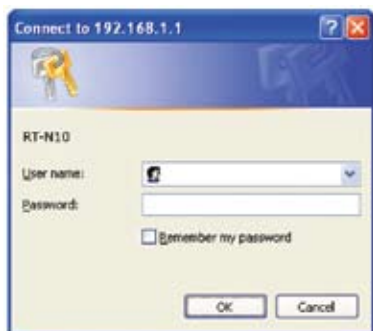 Connect to 192.168.1.1
RT-N10
User name:
Password:
Remember my password
OK
Cancel